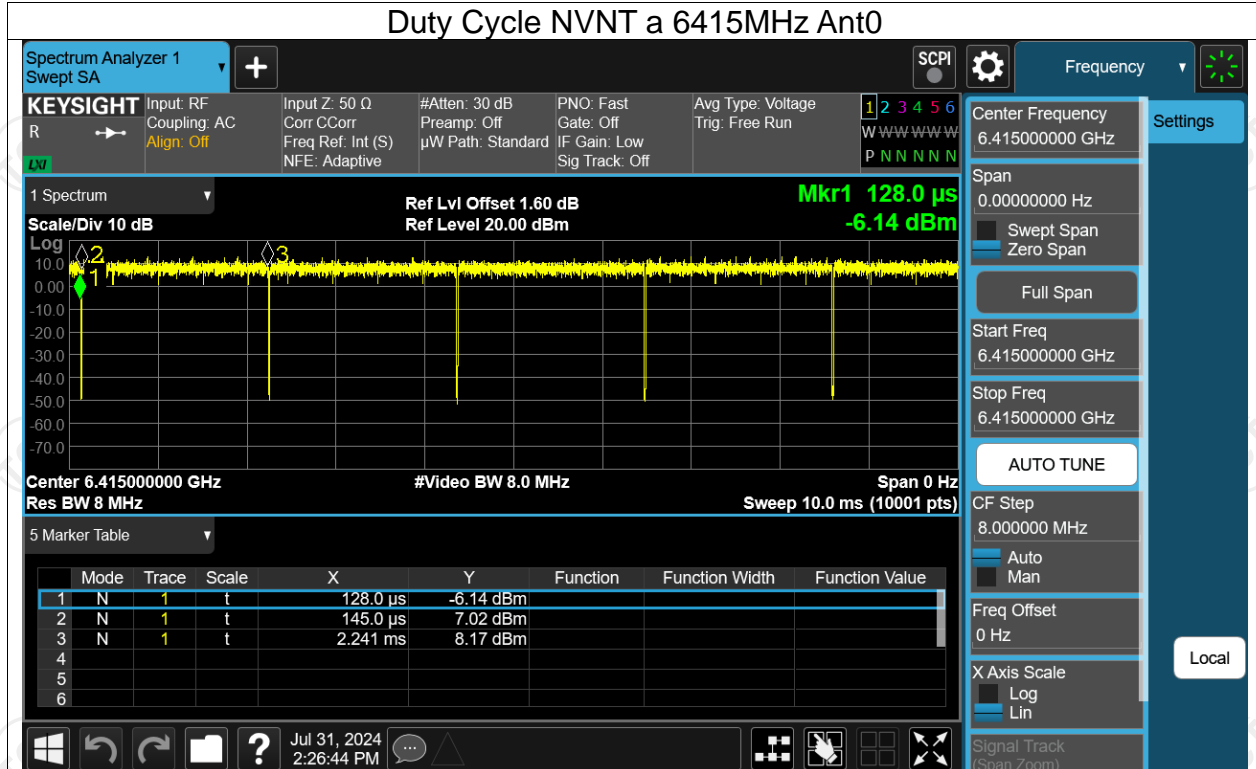 Duty Cycle NVNT a 6415MHz Ant0
Spectrum Analyzer 1
Swept SA
SCPI
Frequency
KEYSIGHT
R
LXI
Input: RF
Coupling: AC
Align: Off
Input Z: 50 Ω
Corr CCorr
Freq Ref: Int (S)
NFE: Adaptive
#Atten: 30 dB
Preamp: Off
µW Path: Standard
PNO: Fast
Gate: Off
IF Gain: Low
Sig Track: Off
Avg Type: Voltage
Trig: Free Run
1 2 3 4 5 6
W W W W W W
P N N N N N
1 Spectrum
Scale/Div 10 dB
Ref Lvl Offset 1.60 dB
Ref Level 20.00 dBm
Mkr1 128.0 µs
-6.14 dBm
Log
10.0
0.00
-10.0
-20.0
-30.0
-40.0
-50.0
-60.0
-70.0
2
1
3
Center 6.415000000 GHz
#Video BW 8.0 MHz
Span 0 Hz
Res BW 8 MHz
Sweep 10.0 ms (10001 pts)
5 Marker Table
Mode Trace Scale X Y Function Function Width Function Value
1 N 1 t 128.0 µs -6.14 dBm
2 N 1 t 145.0 µs 7.02 dBm
3 N 1 t 2.241 ms 8.17 dBm
4
5
6
?
Jul 31, 2024
2:26:44 PM
Center Frequency
6.415000000 GHz
Settings
Span
0.00000000 Hz
Swept Span
Zero Span
Full Span
Start Freq
6.415000000 GHz
Stop Freq
6.415000000 GHz
AUTO TUNE
CF Step
8.000000 MHz
Auto
Man
Freq Offset
0 Hz
X Axis Scale
Log
Lin
Local
Signal Track
(Span Zoom)